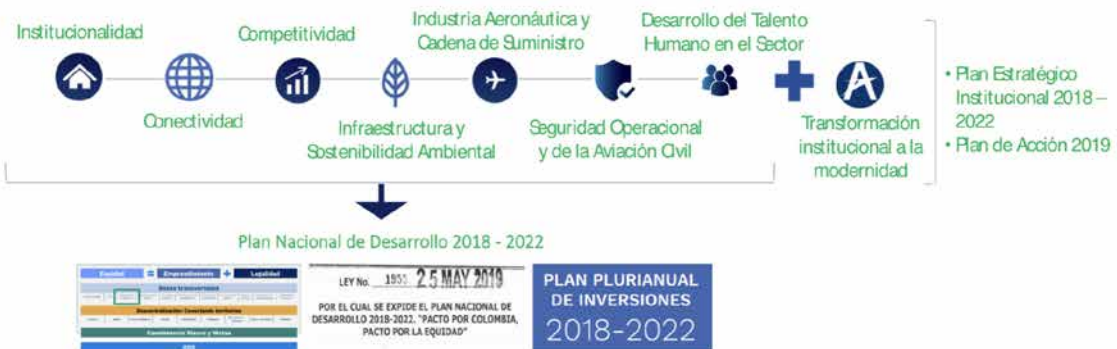 Institucionalidad
Conectividad
Competitividad
Infraestructura y
Sostenibilidad Ambiental
Industria Aeronáutica y
Cadena de Suministro
Seguridad Operacional
y de la Aviación Civil
Desarrollo del Talento
Humano en el Sector
Transformación
institucional a la
modernidad
• Plan Estratégico
Institucional 2018 –
2022
• Plan de Acción 2019
Plan Nacional de Desarrollo 2018 - 2022
Equidad = Emprendimiento + Legalidad
LEY No. 1955 25 MAY 2019
POR EL CUAL SE EXPIDE EL PLAN NACIONAL DE
DESARROLLO 2018-2022. "PACTO POR COLOMBIA,
PACTO POR LA EQUIDAD"
PLAN PLURIANUAL
DE INVERSIONES
2018-2022